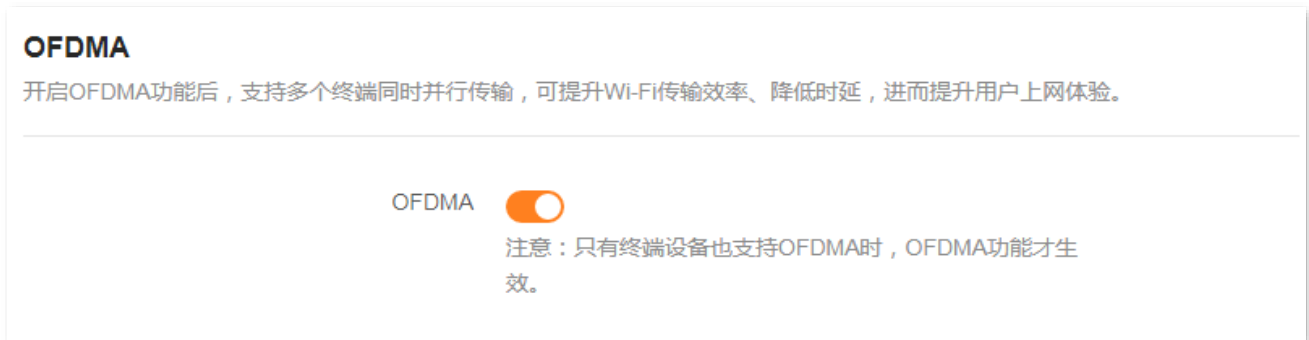 OFDMA
开启OFDMA功能后，支持多个终端同时并行传输，可提升Wi-Fi传输效率、降低时延，进而提升用户上网体验。
OFDMA
注意：只有终端设备也支持OFDMA时，OFDMA功能才生
效。